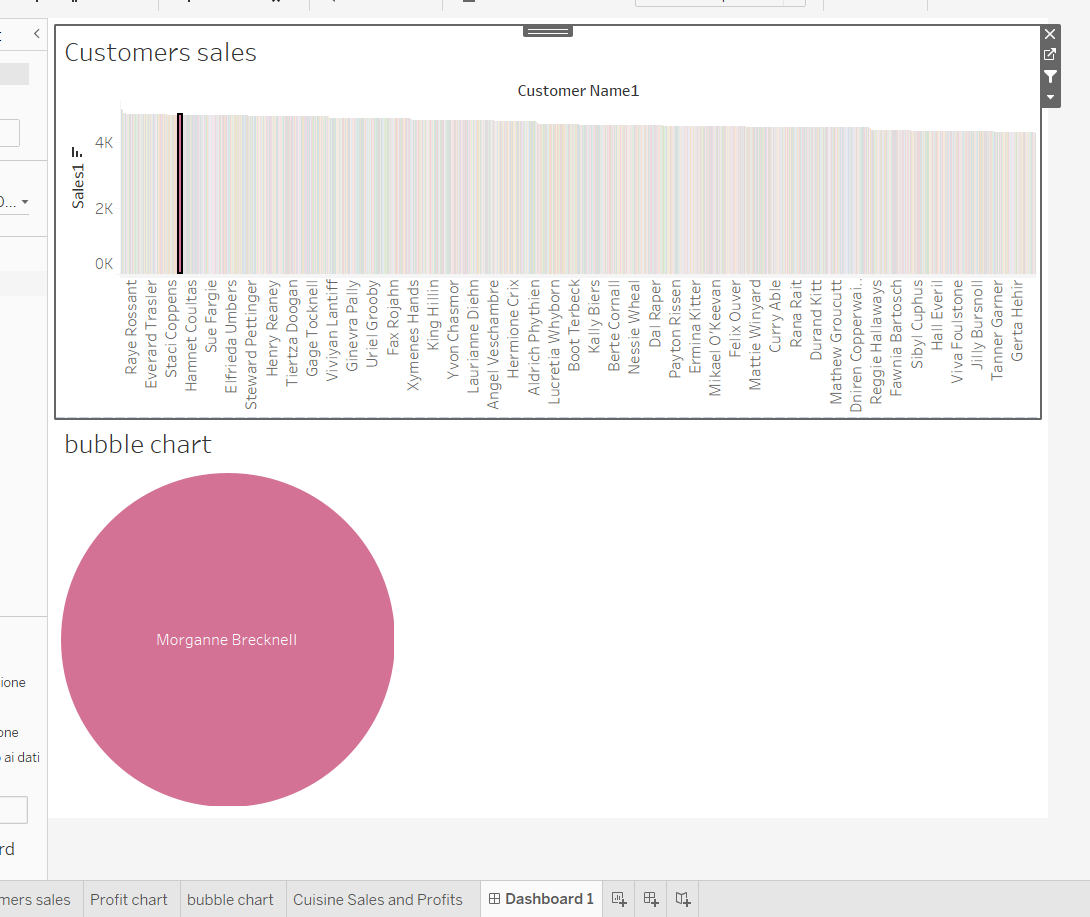 Customers sales
Customer Name1
Sales1
4K
2K
0K
Raye Rossant
Everard Trasler
Staci Coppens
Hamnet Coultas
Sue Fargie
Elfrieda Umbers
Steward Pettinger
Henry Reaney
Tiertza Doogan
Gage Tocknell
Vivyan Lantiff
Ginevra Pally
Uriel Grooby
Fax Rojahn
Xymenes Hands
King Hillin
Yvon Chasmor
Laurianne Diehn
Angel Veschambre
Hermione Crix
Aldrich Phythien
Lucretia Whyborn
Boot Terbeck
Kally Biers
Berte Cornall
Nessie Wheal
Dal Raper
Payton Rissen
Ermina Kitter
Mikael O'Keevan
Felix Ouver
Mattie Winyard
Curry Able
Rana Rait
Durand Kitt
Mathew Groucutt
Dniren Copperwai..
Reggie Hallaways
Fawnia Bartosch
Sibyl Cuphus
Hall Everil
Viva Foulstone
Jilly Bursnoll
Tanner Garner
Gerta Hehir
bubble chart
Morganne Brecknell
ione
one
ai dati
rd
mers sales
Profit chart
bubble chart
Cuisine Sales and Profits
Dashboard 1